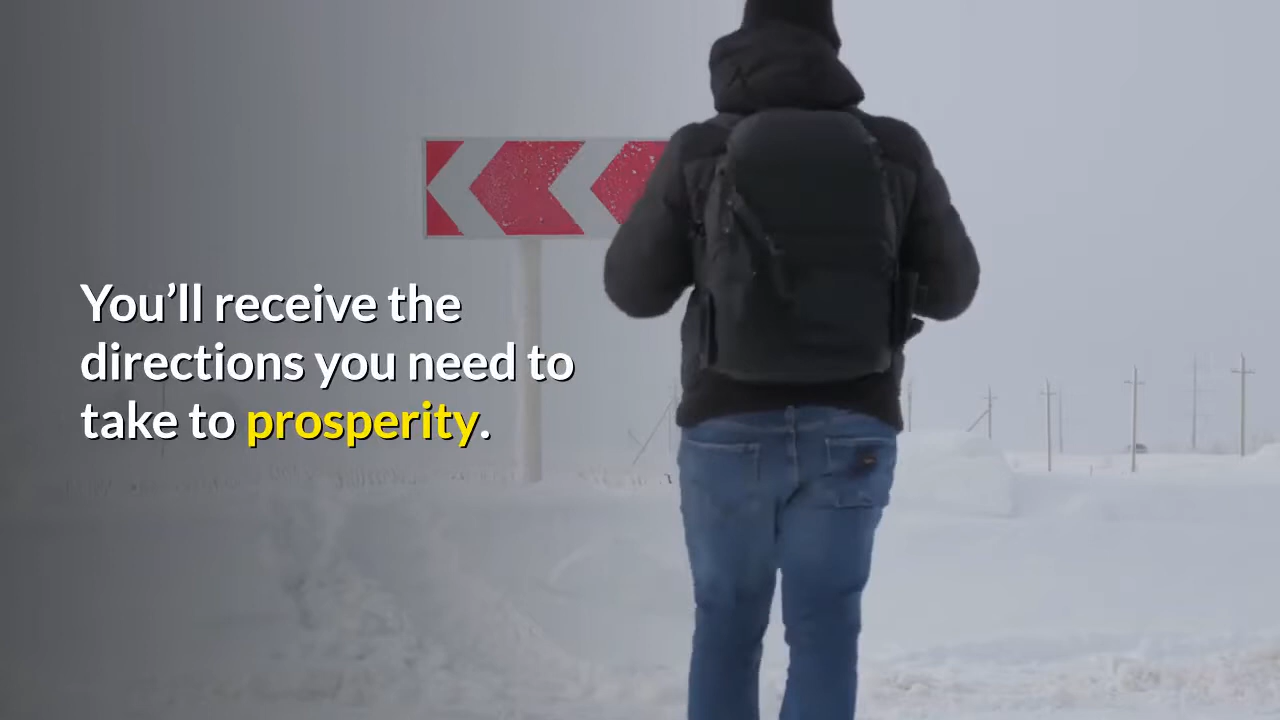 You’ll receive the
directions you need to
take to prosperity.